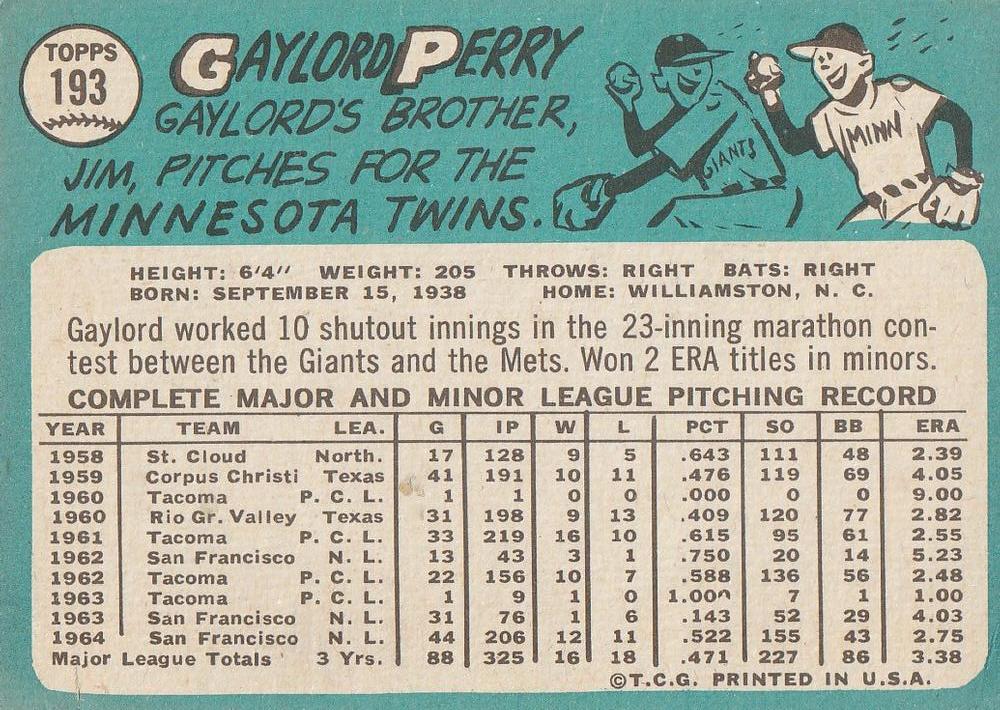 TOPPS
193
GAYLORD PERRY
GAYLORD'S BROTHER,
JIM, PITCHES FOR THE
MINNESOTA TWINS.
GIANTS
MINN
HEIGHT: 6'4" WEIGHT: 205 THROWS: RIGHT BATS: RIGHT
BORN: SEPTEMBER 15, 1938 HOME: WILLIAMSTON, N. C.
Gaylord worked 10 shutout innings in the 23-inning marathon con-
test between the Giants and the Mets. Won 2 ERA titles in minors.
COMPLETE MAJOR AND MINOR LEAGUE PITCHING RECORD
YEAR TEAM LEA. G IP W L PCT SO BB ERA
1958 St. Cloud North. 17 128 9 5 .643 111 48 2.39
1959 Corpus Christi Texas 41 191 10 11 .476 119 69 4.05
1960 Tacoma P. C. L. 1 1 0 0 .000 0 0 9.00
1960 Rio Gr. Valley Texas 31 198 9 13 .409 120 77 2.82
1961 Tacoma P. C. L. 33 219 16 10 .615 95 61 2.55
1962 San Francisco N. L. 13 43 3 1 .750 20 14 5.23
1962 Tacoma P. C. L. 22 156 10 7 .588 136 56 2.48
1963 Tacoma P. C. L. 1 9 1 0 1.000 7 1 1.00
1963 San Francisco N. L. 31 76 1 6 .143 52 29 4.03
1964 San Francisco N. L. 44 206 12 11 .522 155 43 2.75
Major League Totals 3 Yrs. 88 325 16 18 .471 227 86 3.38
©T.C.G. PRINTED IN U.S.A.